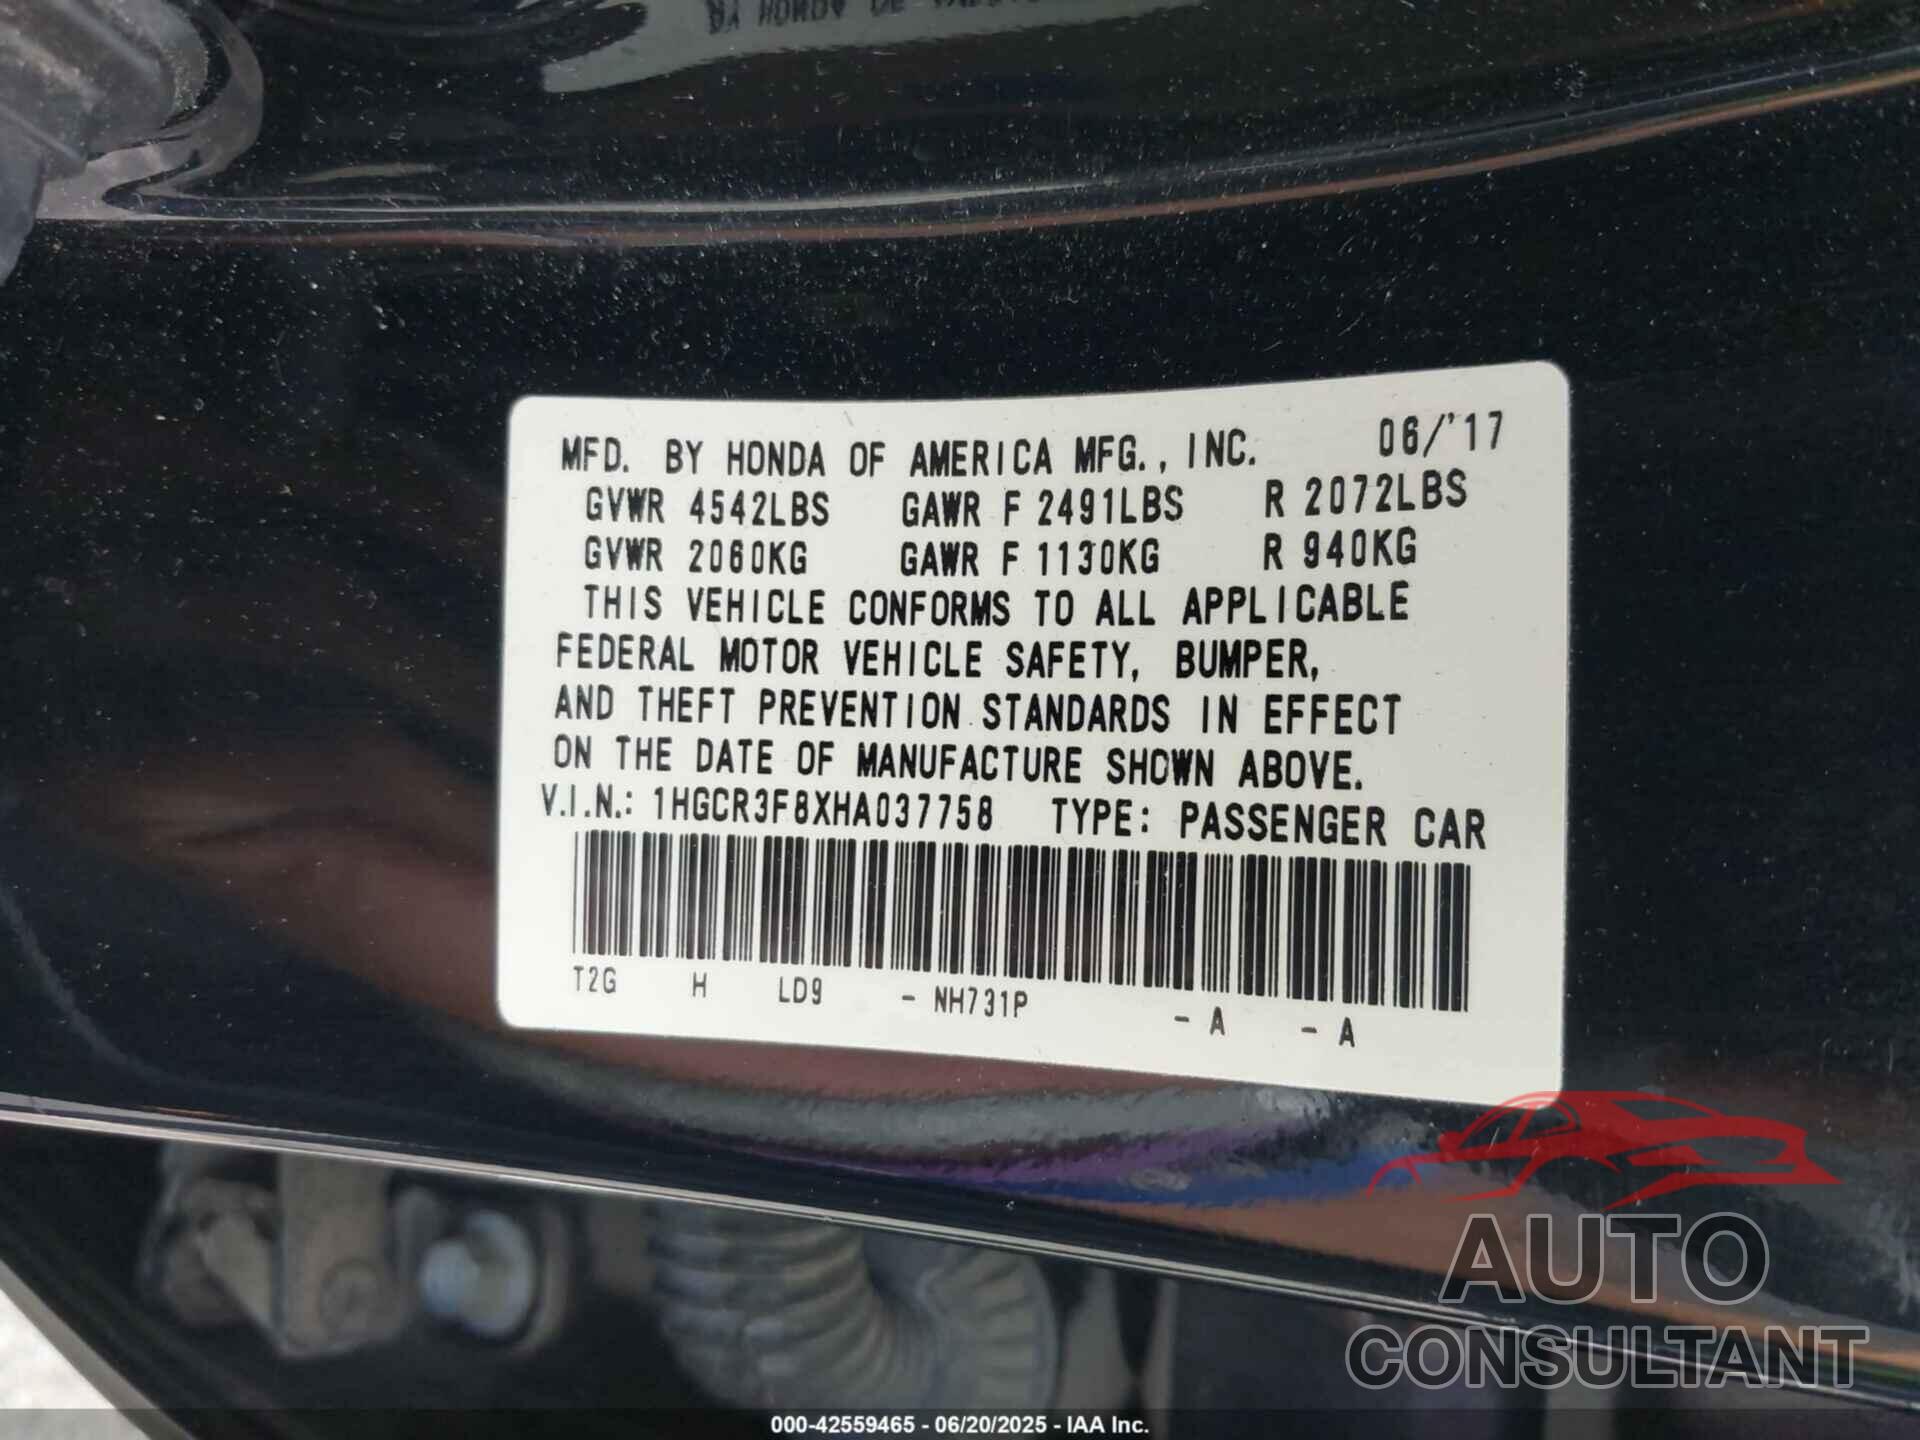 MFD. BY HONDA OF AMERICA MFG., INC. 06/'17
GVWR 4542LBS GAWR F 2491LBS R 2072LBS
GVWR 2060KG GAWR F 1130KG R 940KG
THIS VEHICLE CONFORMS TO ALL APPLICABLE
FEDERAL MOTOR VEHICLE SAFETY, BUMPER,
AND THEFT PREVENTION STANDARDS IN EFFECT
ON THE DATE OF MANUFACTURE SHOWN ABOVE.
V.I.N.: 1HGCR3F8XHA037758 TYPE: PASSENGER CAR
T2G H LD9 - NH731P - A - A
AUTO
CONSULTANT
000-42559465 - 06/20/2025 - IAA Inc.